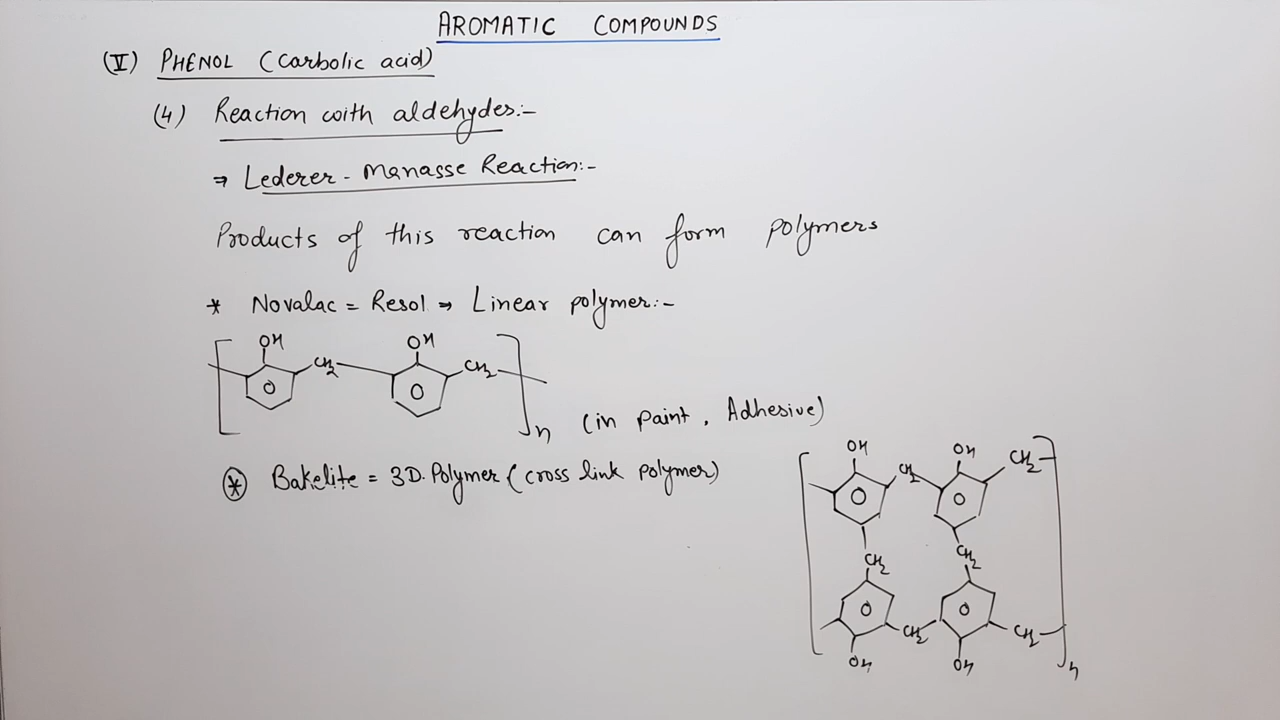 AROMATIC COMPOUNDS
(V) PHENOL (Carbolic acid)
(4) Reaction with aldehydes:-
⇒ Lederer - Manasse Reaction:-
Products of this reaction can form polymers
* Novalac = Resol ⇒ Linear polymer:-
OH OH
CH2 CH2
n (in paint, Adhesive)
* Bakelite = 3D. Polymer (cross link polymer)
OH OH
CH2 CH2
CH2 CH2
CH2 CH2
OH OH
n